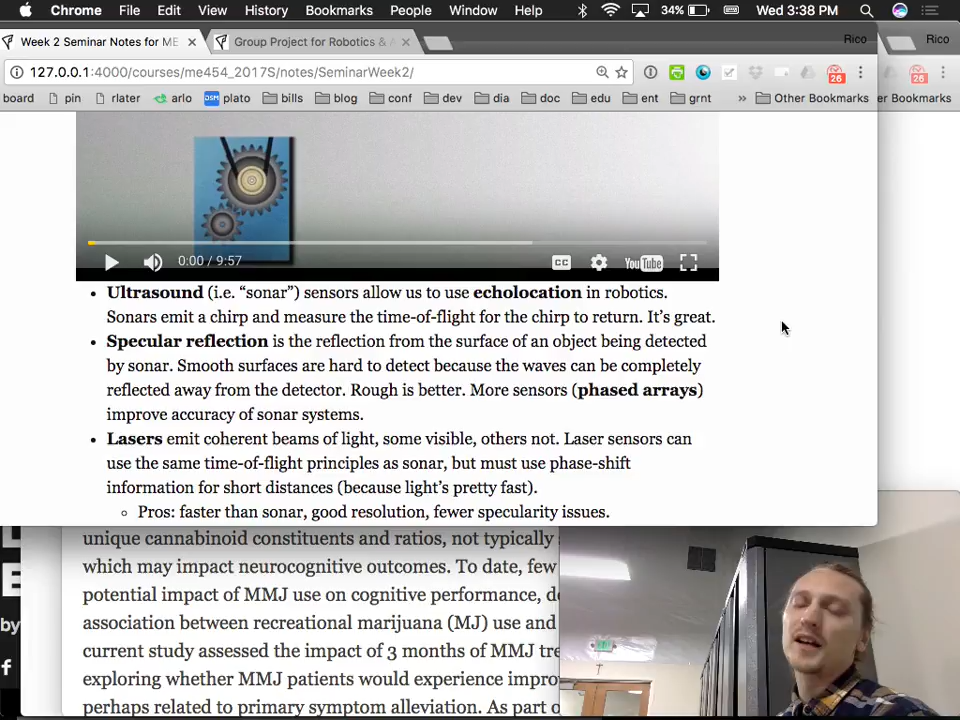 Chrome File Edit View History Bookmarks People Window Help 34% Wed 3:38 PM
Week 2 Seminar Notes for ME Group Project for Robotics & A Rico Rico
127.0.0.1:4000/courses/me454_2017S/notes/SeminarWeek2/ 26 26
board pin rlater arlo DSM plato bills blog conf dev dia doc edu ent grnt » Other Bookmarks er Bookmarks
0:00 / 9:57 CC YouTube
• Ultrasound (i.e. “sonar”) sensors allow us to use echolocation in robotics.
Sonars emit a chirp and measure the time-of-flight for the chirp to return. It’s great.
• Specular reflection is the reflection from the surface of an object being detected
by sonar. Smooth surfaces are hard to detect because the waves can be completely
reflected away from the detector. Rough is better. More sensors (phased arrays)
improve accuracy of sonar systems.
• Lasers emit coherent beams of light, some visible, others not. Laser sensors can
use the same time-of-flight principles as sonar, but must use phase-shift
information for short distances (because light’s pretty fast).
◦ Pros: faster than sonar, good resolution, fewer specularity issues.
unique cannabinoid constituents and ratios, not typically
which may impact neurocognitive outcomes. To date, few
potential impact of MMJ use on cognitive performance, de
association between recreational marijuana (MJ) use and
current study assessed the impact of 3 months of MMJ tre
exploring whether MMJ patients would experience impro
perhaps related to primary symptom alleviation. As part o
E
by
f